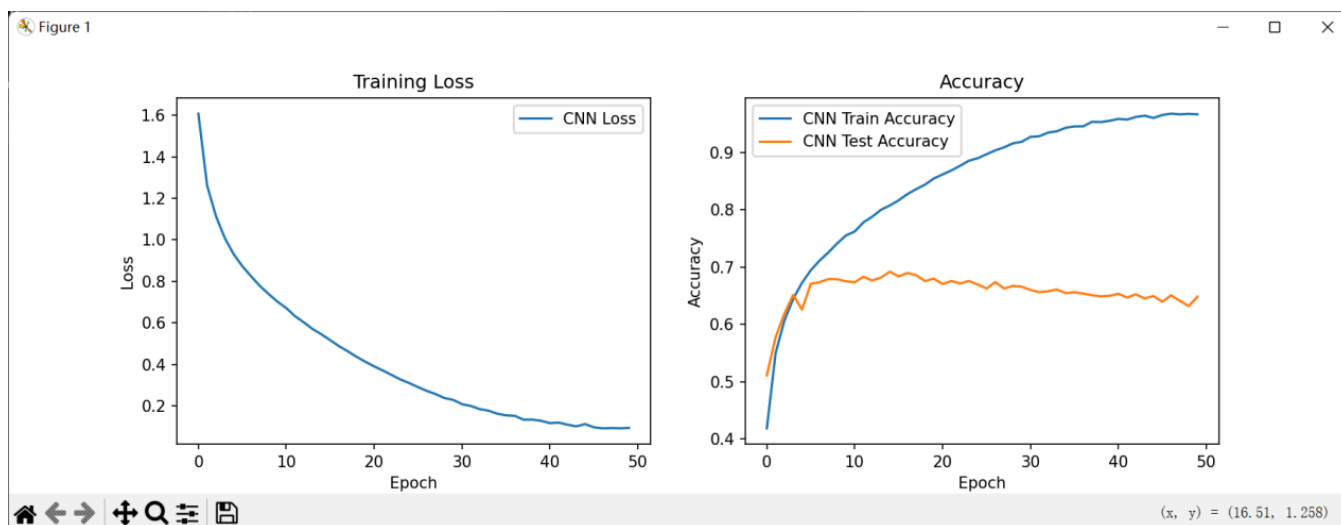 Figure 1
Training Loss
CNN Loss
1.6
1.4
1.2
1.0
0.8
0.6
0.4
0.2
Loss
0 10 20 30 40 50
Epoch
Accuracy
CNN Train Accuracy
CNN Test Accuracy
0.9
0.8
0.7
0.6
0.5
0.4
Accuracy
0 10 20 30 40 50
Epoch
(x, y) = (16.51, 1.258)